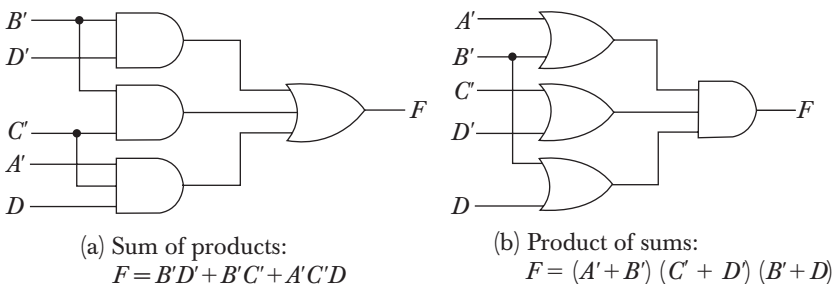 B′
D′
C′
A′
D
F
(a) Sum of products:
F = B′D′ + B′C′ + A′C′D
A′
B′
C′
D′
D
F
(b) Product of sums:
F = (A′ + B′) (C′ + D′) (B′ + D)